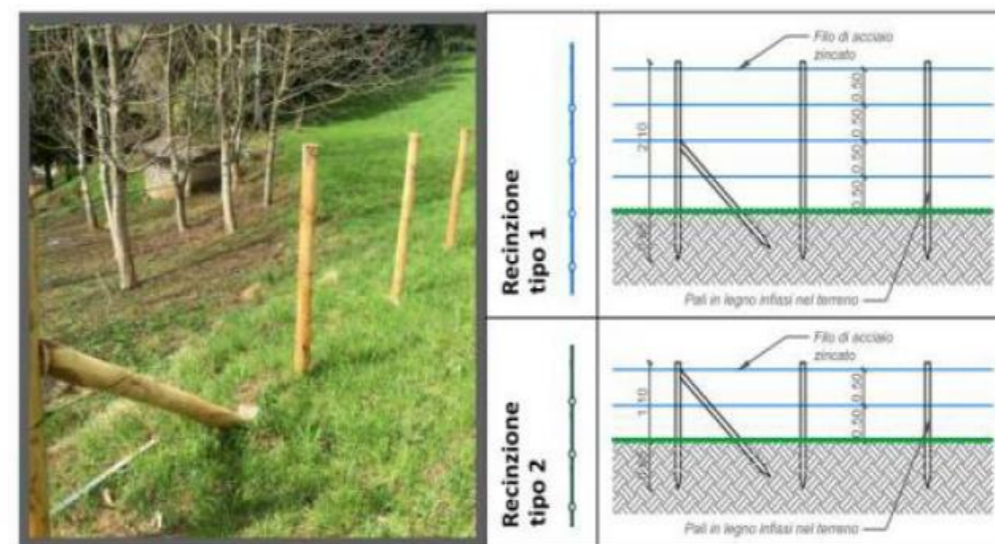 Recinzione
tipo 1
Filo di acciaio
zincato
2.10
0.50
0.50
0.50
0.50
Pali in legno infissi nel terreno
Recinzione
tipo 2
Filo di acciaio
zincato
1.10
0.50
0.50
Pali in legno infissi nel terreno